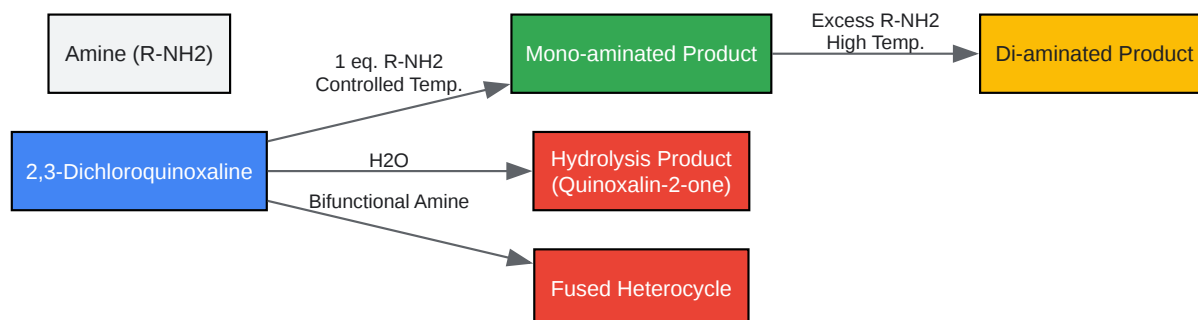 Amine (R-NH2)
1 eq. R-NH2
Controlled Temp.
Mono-aminated Product
Excess R-NH2
High Temp.
Di-aminated Product
2,3-Dichloroquinoxaline
H2O
Hydrolysis Product
(Quinoxalin-2-one)
Bifunctional Amine
Fused Heterocycle